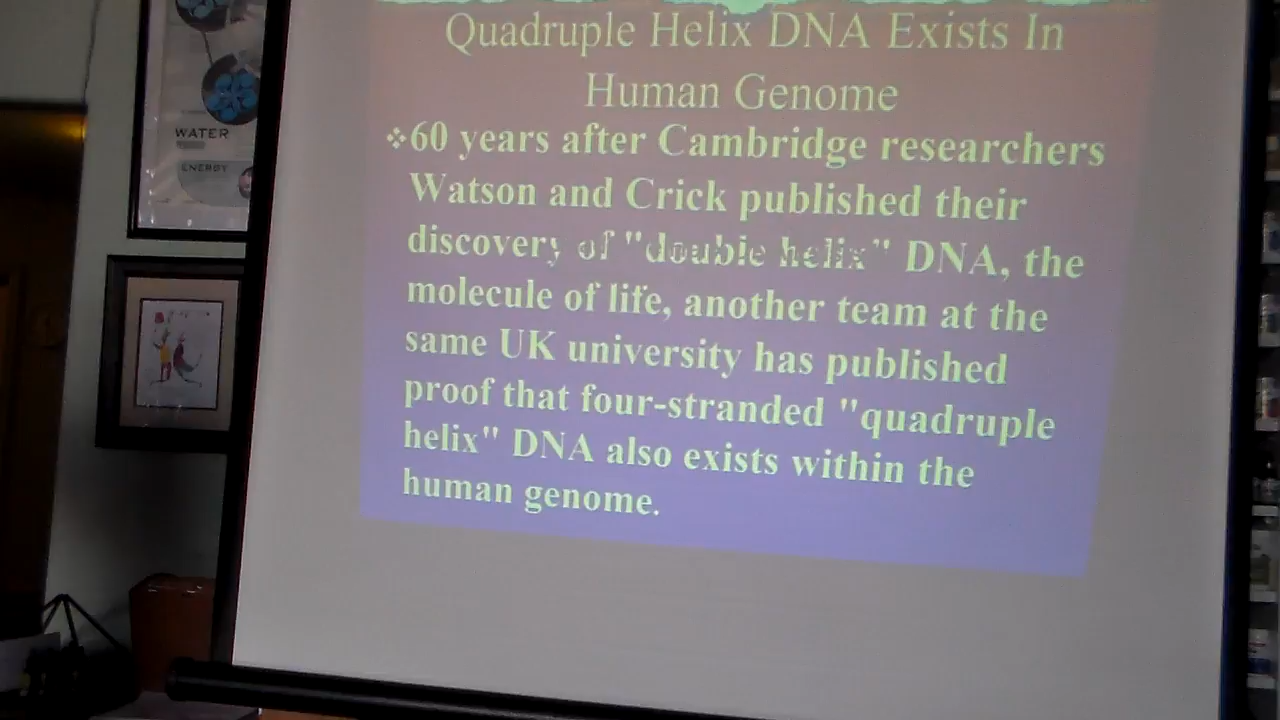 Quadruple Helix DNA Exists In
Human Genome
❖60 years after Cambridge researchers
Watson and Crick published their
discovery of "double helix" DNA, the
molecule of life, another team at the
same UK university has published
proof that four-stranded "quadruple
helix" DNA also exists within the
human genome.
WATER
ENERGY